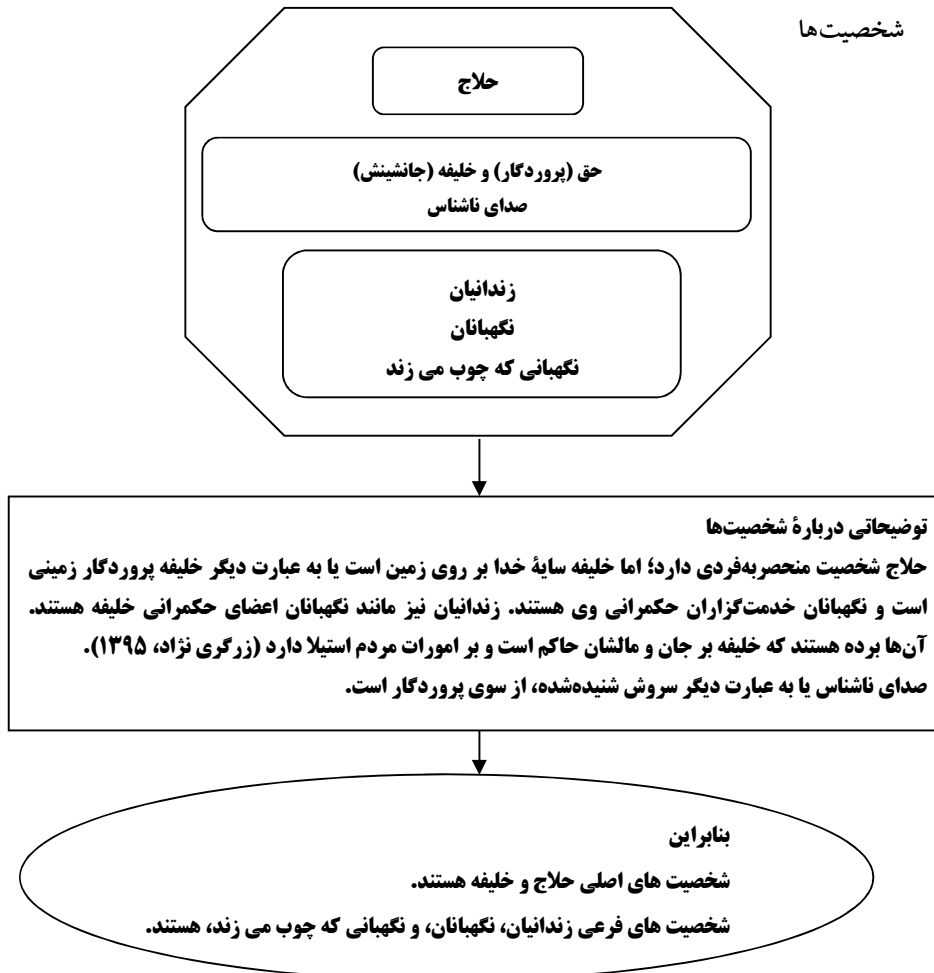 شخصیت‌ها
حلاج
حق (پروردگار) و خلیفه (جانشینش)
صدای ناشناس
زندانیان
نگهبانان
نگهبانی که چوب می زند
توضیحاتی دربارهٔ شخصیت‌ها
حلاج شخصیت منحصربه‌فردی دارد؛ اما خلیفه سایهٔ خدا بر روی زمین است یا به عبارت دیگر خلیفه پروردگار زمینی
است و نگهبانان خدمت‌گزاران حکمرانی وی هستند. زندانیان نیز مانند نگهبانان اعضای حکمرانی خلیفه هستند.
آن‌ها برده هستند که خلیفه بر جان و مالشان حاکم است و بر امورات مردم استیلا دارد (زرگری نژاد، ۱۳۹۵).
صدای ناشناس یا به عبارت دیگر سروش شنیده‌شده، از سوی پروردگار است.
بنابراین
شخصیت های اصلی حلاج و خلیفه هستند.
شخصیت های فرعی زندانیان، نگهبانان، و نگهبانی که چوب می زند، هستند.